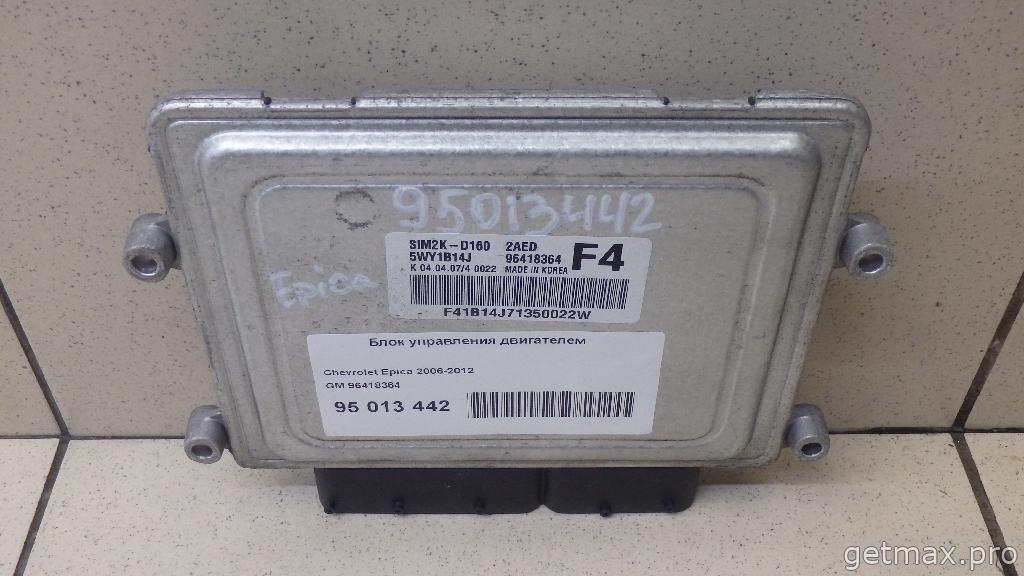 95013442
SIM2K-D160 2AED
5WY1B14J 96418364 F4
K 04.04.07/4 0022 MADE IN KOREA
Epica
F41B14J71350022W
Блок управления двигателем
Chevrolet Epica 2006-2012
GM 96418364
95 013 442
getmax.pro